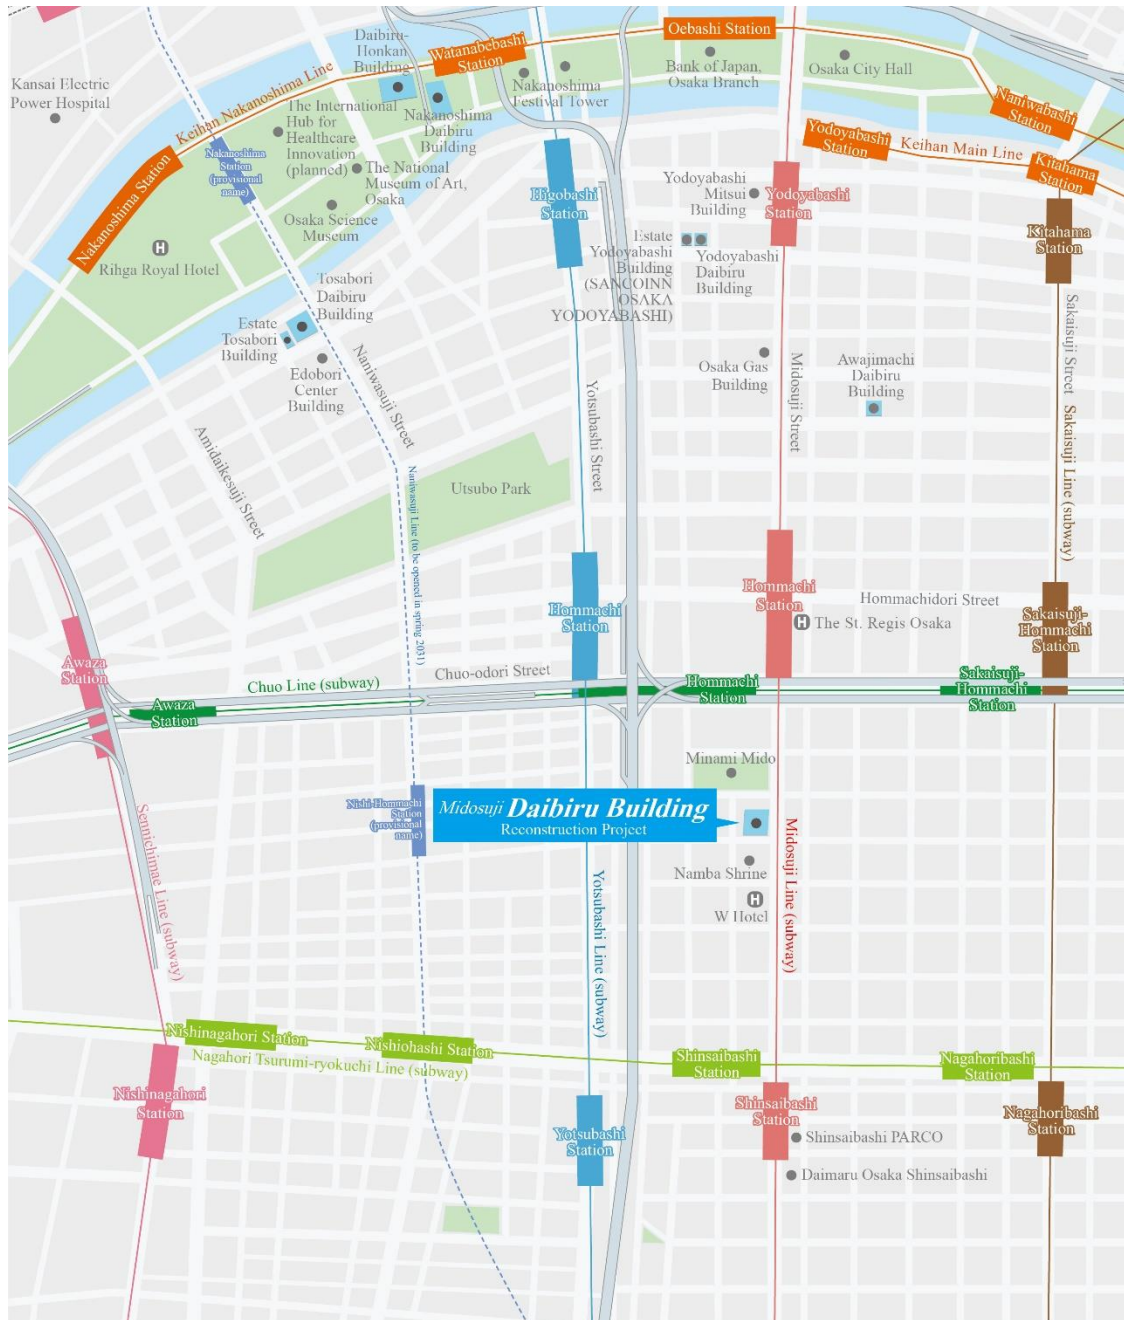 Oebashi Station
Daibiru-
Honkan
Building
Watanabebashi
Station
Kansai Electric
Power Hospital
Keihan Nakanoshima Line
Nakanoshima
Festival Tower
Bank of Japan,
Osaka Branch
Osaka City Hall
Naniwabashi
Station
The International
Hub for
Healthcare
Innovation
(planned)
Nakanoshima
Daibiru
Building
Yodoyabashi
Station
Keihan Main Line
Kitahama
Station
Nakanoshima
Station
(provisional
name)
Nakanoshima Station
The National
Museum of Art,
Osaka
Higobashi
Station
Yodoyabashi
Mitsui
Building
Yodoyabashi
Station
Osaka Science
Museum
Rihga Royal Hotel
Estate
Yodoyabashi
Building
(SANCOINN
OSAKA
YODOYABASHI)
Yodoyabashi
Daibiru
Building
Kitahama
Station
Tosabori
Daibiru
Building
Estate
Tosabori
Building
Edobori
Center
Building
Naniwasuji Street
Yotsubashi Street
Osaka Gas
Building
Midosuji Street
Awajimachi
Daibiru
Building
Sakaisuji Street
Sakaisuji Line (subway)
Amidaikesuji Street
Utsubo Park
Naniwasuji Line (to be opened in spring 2031)
Hommachi
Station
Hommachi
Station
Hommachidori Street
The St. Regis Osaka
Sakaisuji-
Hommachi
Station
Awaza
Station
Chuo-odori Street
Chuo Line (subway)
Hommachi
Station
Sakaisuji-
Hommachi
Station
Awaza
Station
Minami Mido
Nishi-Hommachi
Station
(provisional
name)
Midosuji Daibiru Building
Reconstruction Project
Sennichimae Line (subway)
Namba Shrine
W Hotel
Midosuji Line (subway)
Yotsubashi Line (subway)
Nishinagahori Station
Nishiohashi Station
Nagahori Tsurumi-ryokuchi Line (subway)
Shinsaibashi
Station
Nagahoribashi
Station
Nishinagahori
Station
Yotsubashi
Station
Shinsaibashi
Station
Nagahoribashi
Station
Shinsaibashi PARCO
Daimaru Osaka Shinsaibashi
H
H
H